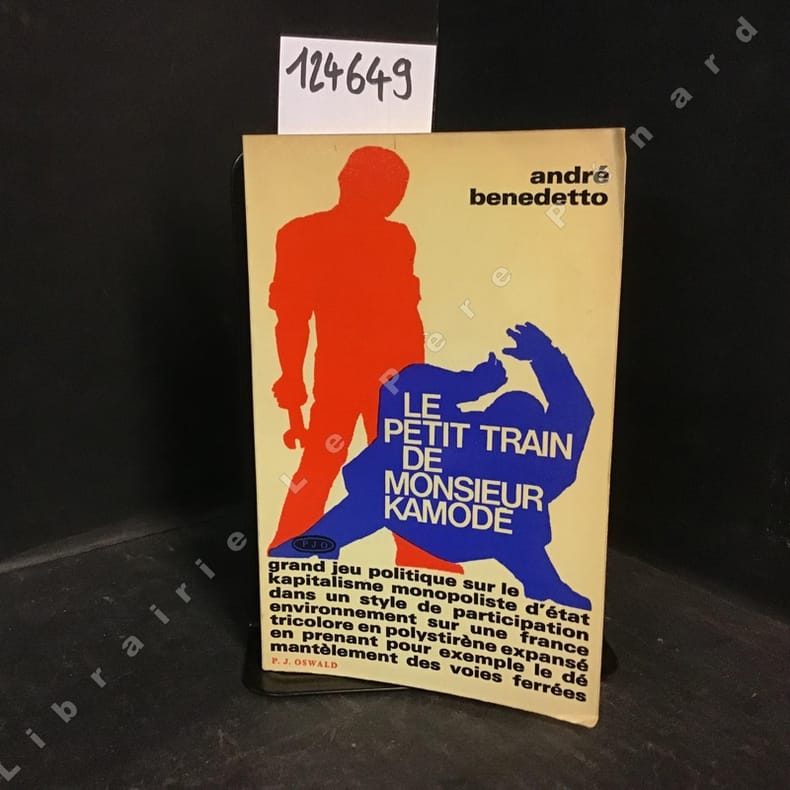 124649
andré
benedetto
LE
PETIT TRAIN
DE
MONSIEUR
KAMODE
PJO
grand jeu politique sur le
kapitalisme monopoliste d'état
dans un style de participation
environnement sur une france
tricolore en polystirène expansé
en prenant pour exemple le dé
mantèlement des voies ferrées
P. J. OSWALD
Librairie Le Père Pénard